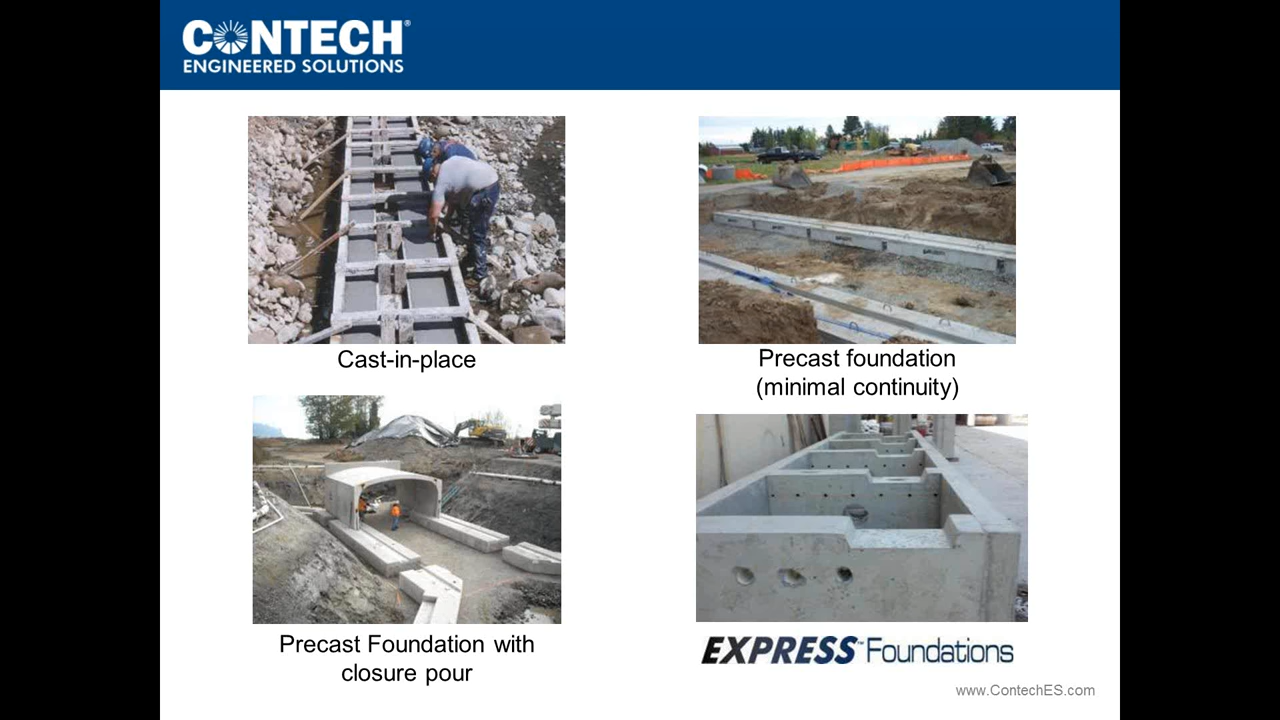 CONTECH®
ENGINEERED SOLUTIONS
Cast-in-place
Precast foundation
(minimal continuity)
Precast Foundation with
closure pour
EXPRESS™ Foundations
www.ContechES.com